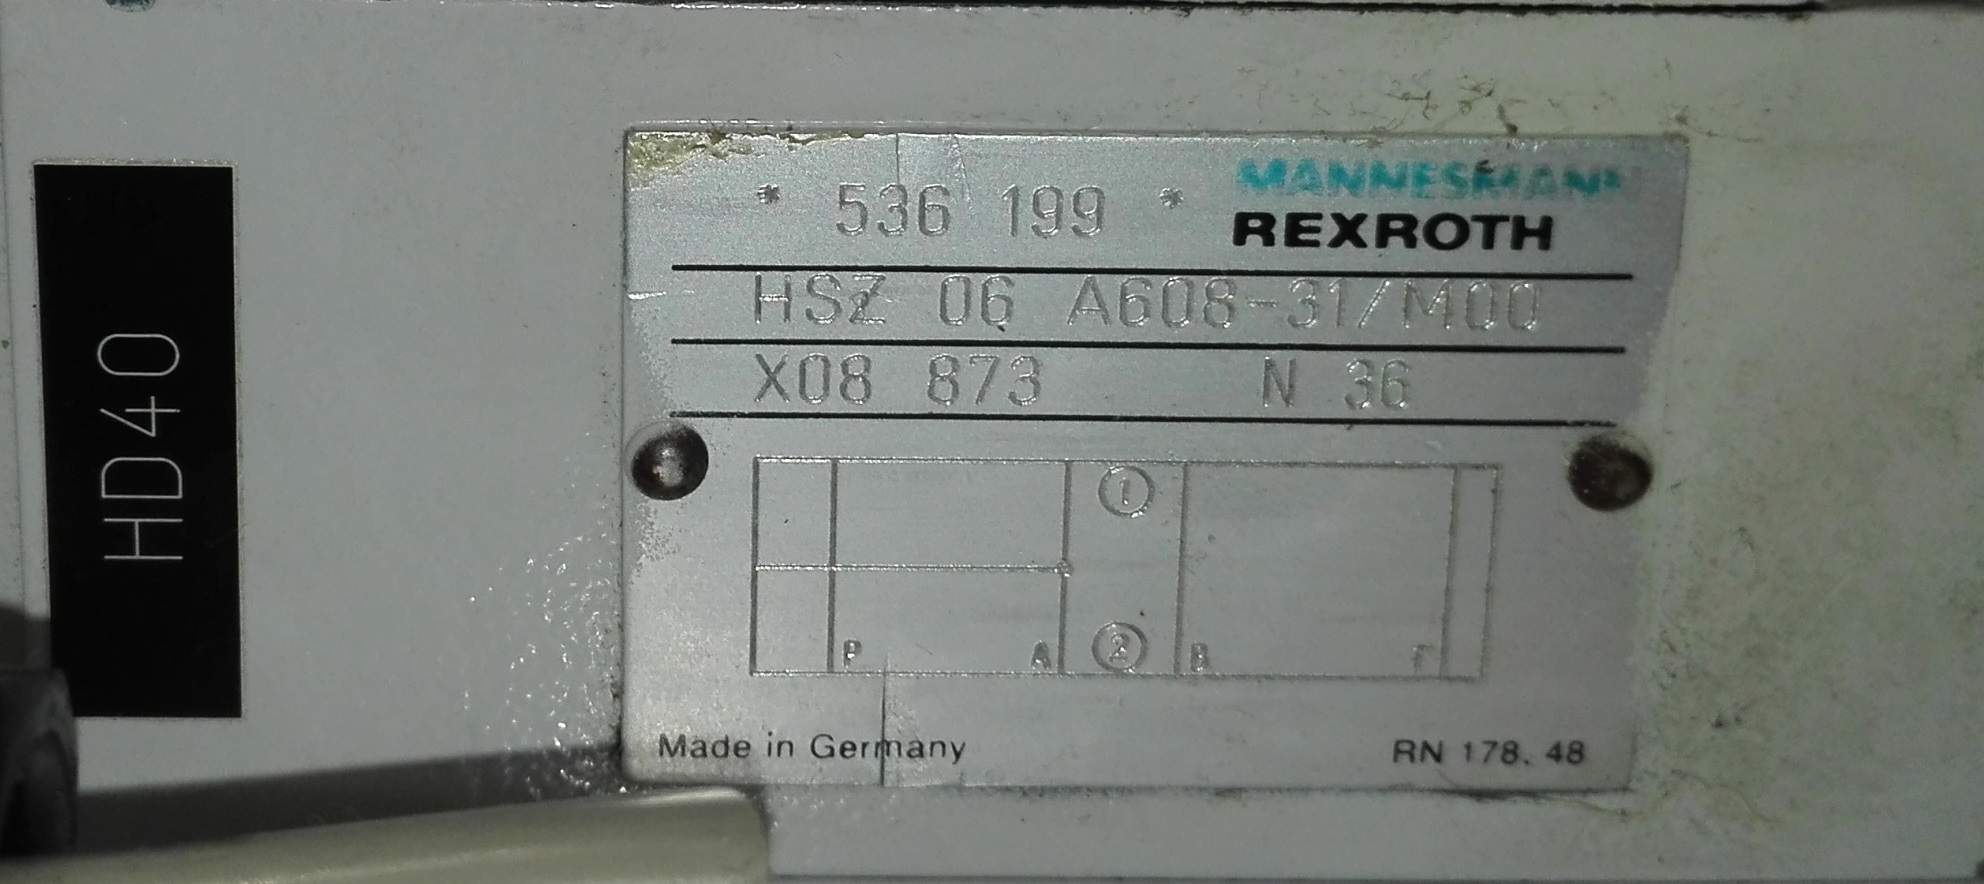 HD40
* 536 199 *
MANNESMANN
REXROTH
HSZ 06 A608-31/M00
X08 873 N 36
1
P A 2 B T
Made in Germany RN 178.48